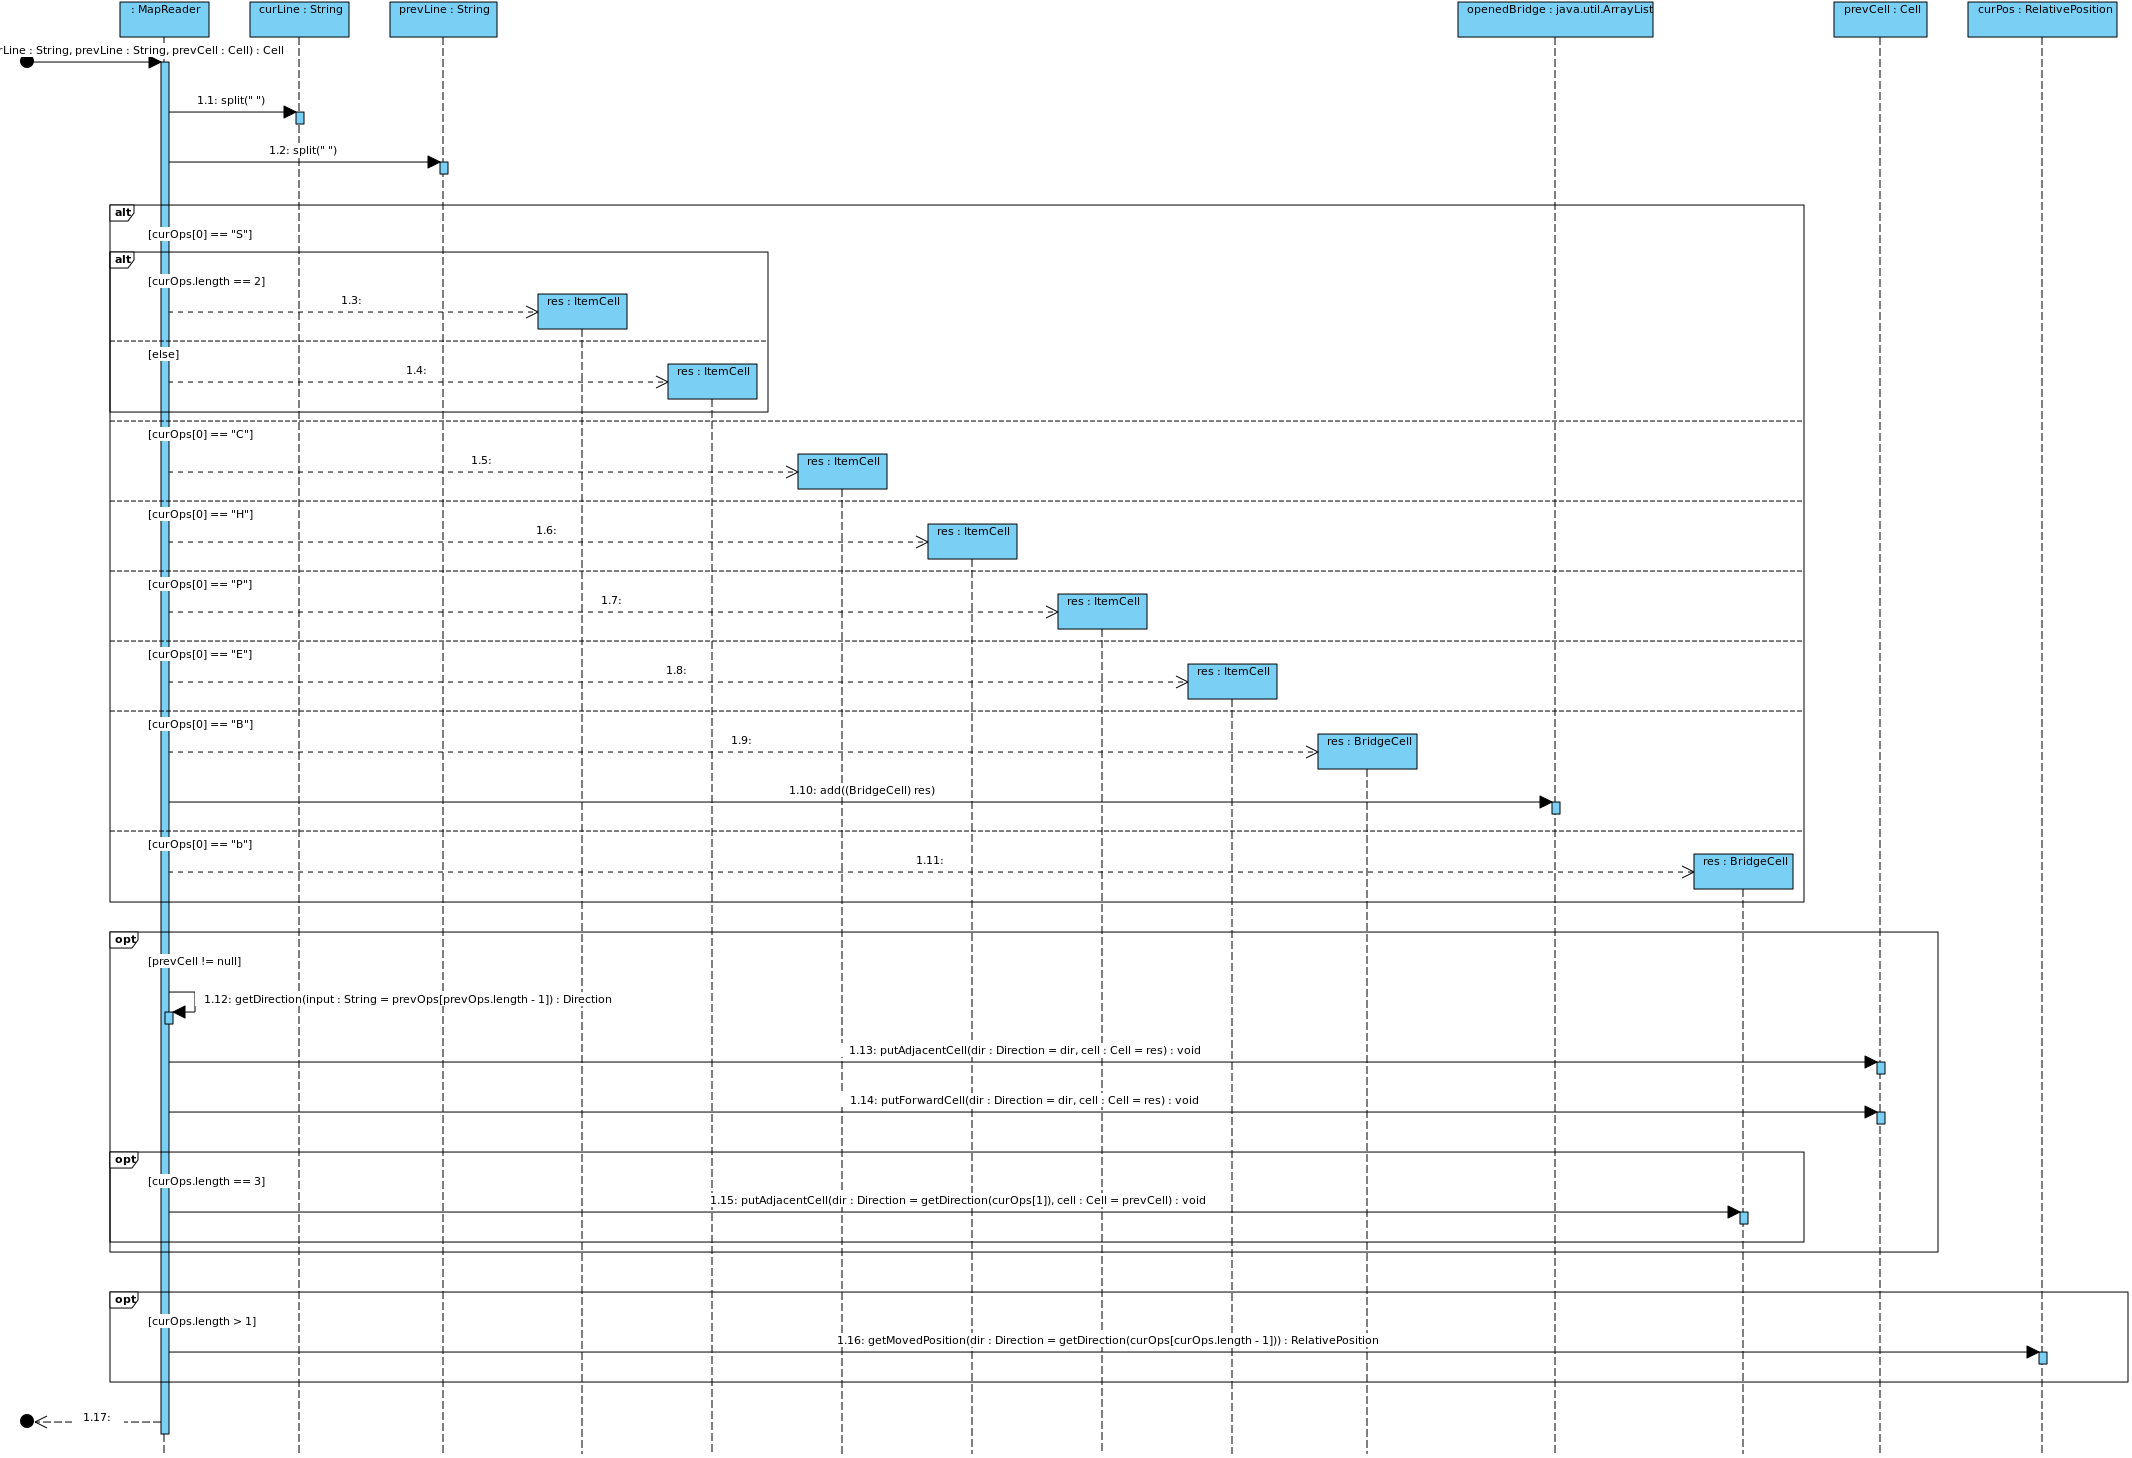 : MapReader
curLine : String
prevLine : String
openedBridge : java.util.ArrayList
prevCell : Cell
curPos : RelativePosition
rLine : String, prevLine : String, prevCell : Cell) : Cell
1.1: split(" ")
1.2: split(" ")
alt
[curOps[0] == "S"]
alt
[curOps.length == 2]
1.3:
res : ItemCell
[else]
1.4:
res : ItemCell
[curOps[0] == "C"]
1.5:
res : ItemCell
[curOps[0] == "H"]
1.6:
res : ItemCell
[curOps[0] == "P"]
1.7:
res : ItemCell
[curOps[0] == "E"]
1.8:
res : ItemCell
[curOps[0] == "B"]
1.9:
res : BridgeCell
1.10: add((BridgeCell) res)
[curOps[0] == "b"]
1.11:
res : BridgeCell
opt
[prevCell != null]
1.12: getDirection(input : String = prevOps[prevOps.length - 1]) : Direction
1.13: putAdjacentCell(dir : Direction = dir, cell : Cell = res) : void
1.14: putForwardCell(dir : Direction = dir, cell : Cell = res) : void
opt
[curOps.length == 3]
1.15: putAdjacentCell(dir : Direction = getDirection(curOps[1]), cell : Cell = prevCell) : void
opt
[curOps.length > 1]
1.16: getMovedPosition(dir : Direction = getDirection(curOps[curOps.length - 1])) : RelativePosition
1.17: